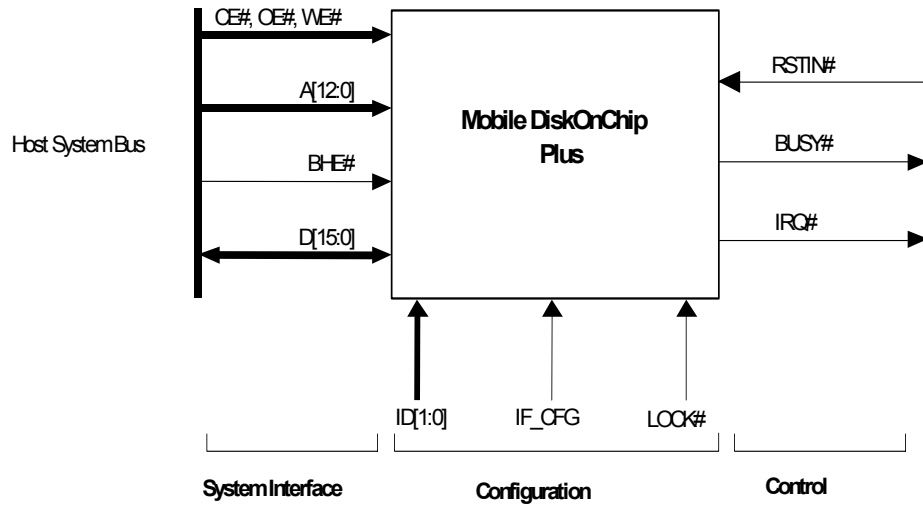 CE#, OE#, WE#
A[12:0]
Host System Bus
BHE#
D[15:0]
Mobile DiskOnChip
Plus
RSTIN#
BUSY#
IRQ#
ID[1:0]
IF_CFG
LOCK#
System Interface
Configuration
Control